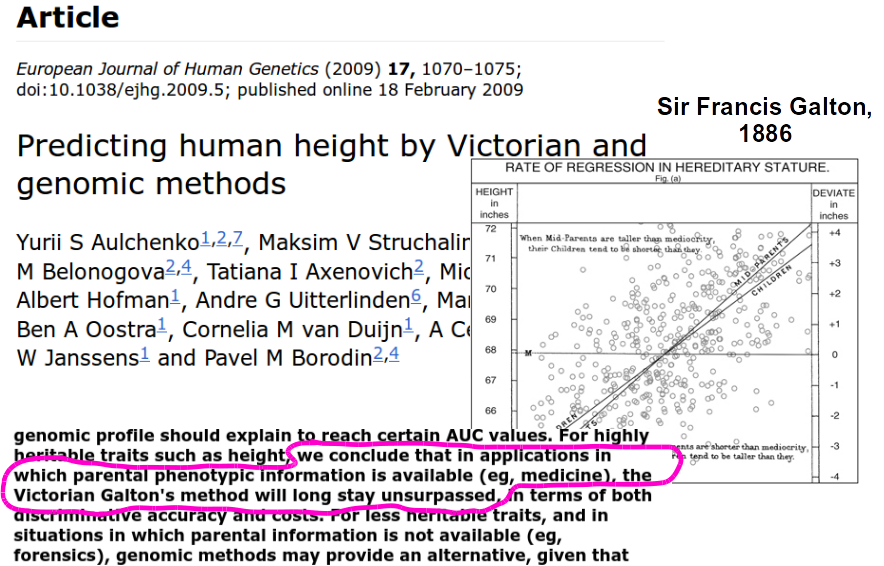 Article
European Journal of Human Genetics (2009) 17, 1070–1075;
doi:10.1038/ejhg.2009.5; published online 18 February 2009
Predicting human height by Victorian and
genomic methods
Yurii S Aulchenko1,2,7, Maksim V Struchalin
M Belonogova2,4, Tatiana I Axenovich2,
Albert Hofman1, Andre G Uitterlinden6,
Ben A Oostra1, Cornelia M van Duijn1, A
W Janssens1 and Pavel M Borodin2,4
Sir Francis Galton,
1886
RATE OF REGRESSION IN HEREDITARY STATURE.
Fig. (a)
HEIGHT
in
inches
DEVIATE
in
inches
When Mid-Parents are taller than mediocrity,
their Children tend to be shorter than they.
72
71
70
69
68
67
66
M
MID-PARENTS
CHILDREN
+4
+3
+2
+1
0
-1
-2
-3
-4
are shorter than mediocrity,
tend to be taller than they.
genomic profile should explain to reach certain AUC values. For highly
heritable traits such as height, we conclude that in applications in
which parental phenotypic information is available (eg, medicine), the
Victorian Galton's method will long stay unsurpassed, in terms of both
discriminative accuracy and costs. For less heritable traits, and in
situations in which parental information is not available (eg,
forensics), genomic methods may provide an alternative, given that